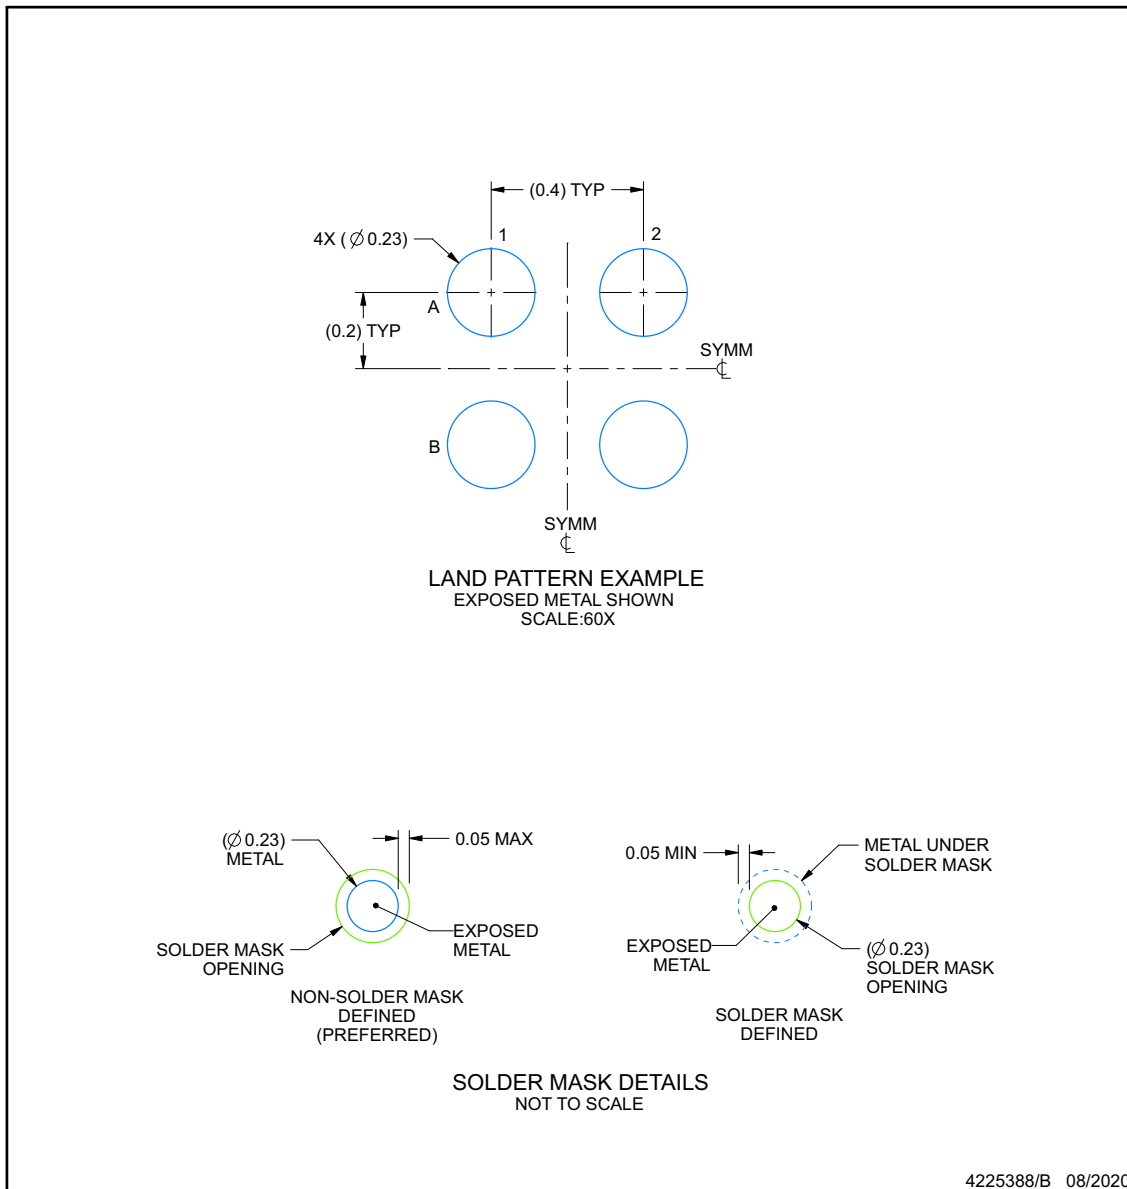 (0.4) TYP
4X ( ∅ 0.23)
1
2
A
(0.2) TYP
SYMM
℄
B
SYMM
℄
LAND PATTERN EXAMPLE
EXPOSED METAL SHOWN
SCALE:60X
(∅ 0.23)
METAL
0.05 MAX
SOLDER MASK
OPENING
EXPOSED
METAL
NON-SOLDER MASK
DEFINED
(PREFERRED)
0.05 MIN
METAL UNDER
SOLDER MASK
EXPOSED
METAL
(∅ 0.23)
SOLDER MASK
OPENING
SOLDER MASK
DEFINED
SOLDER MASK DETAILS
NOT TO SCALE
4225388/B 08/2020